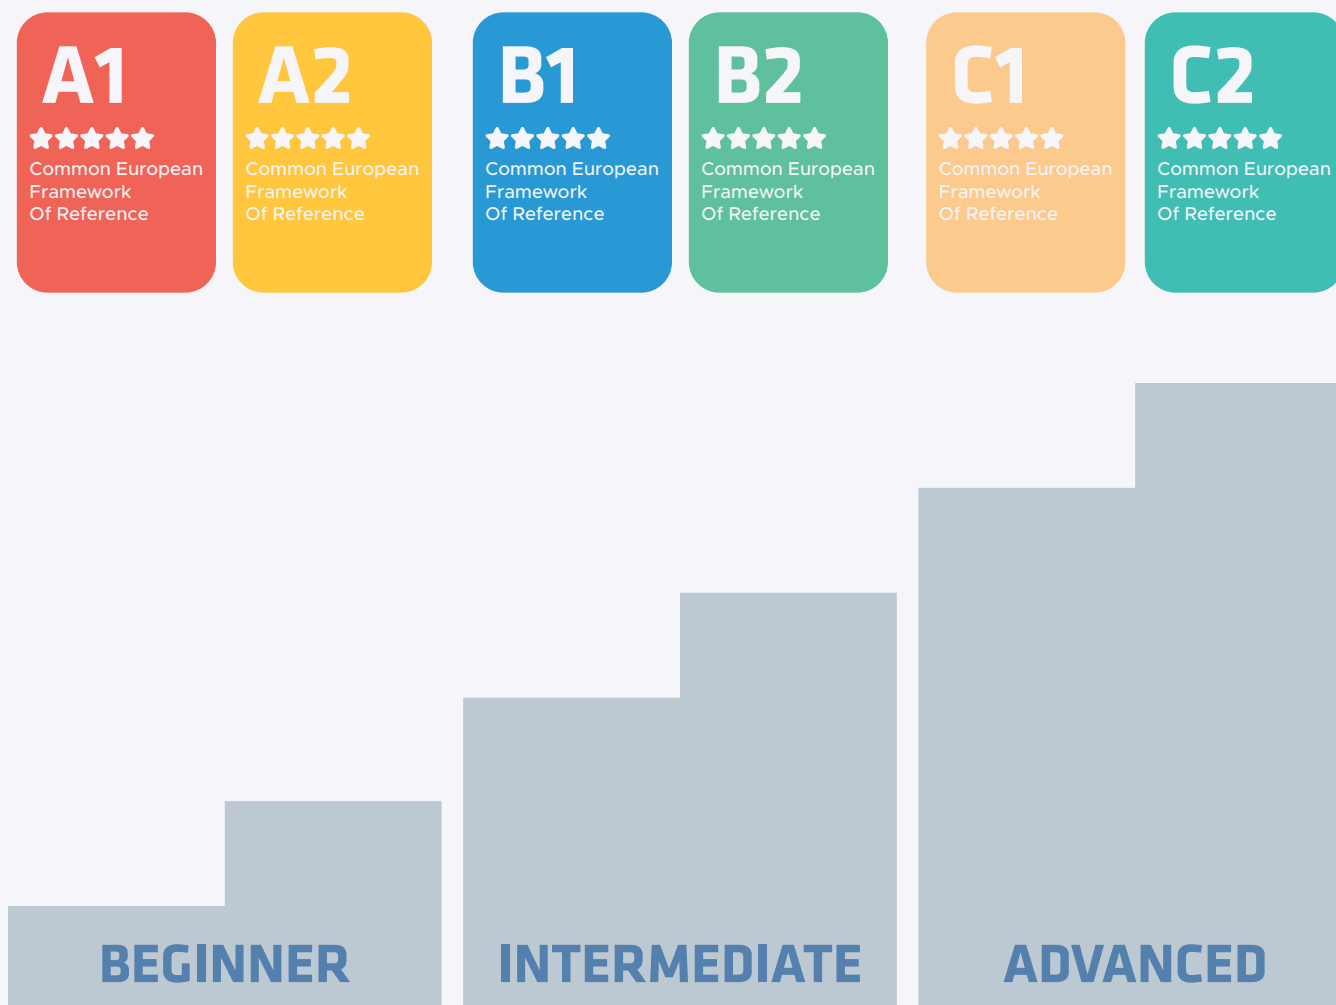 A1
Common European
Framework
Of Reference
A2
Common European
Framework
Of Reference
B1
Common European
Framework
Of Reference
B2
Common European
Framework
Of Reference
C1
Common European
Framework
Of Reference
C2
Common European
Framework
Of Reference
BEGINNER
INTERMEDIATE
ADVANCED